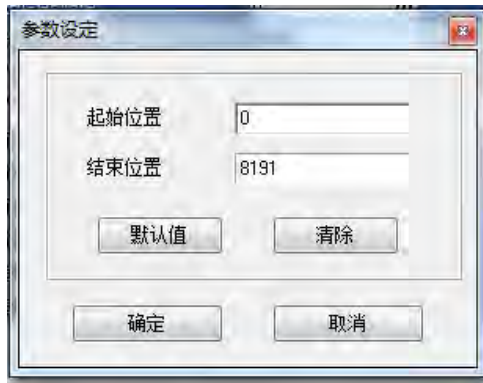 参数设定
起始位置 0
结束位置 8191
默认值 清除
确定 取消